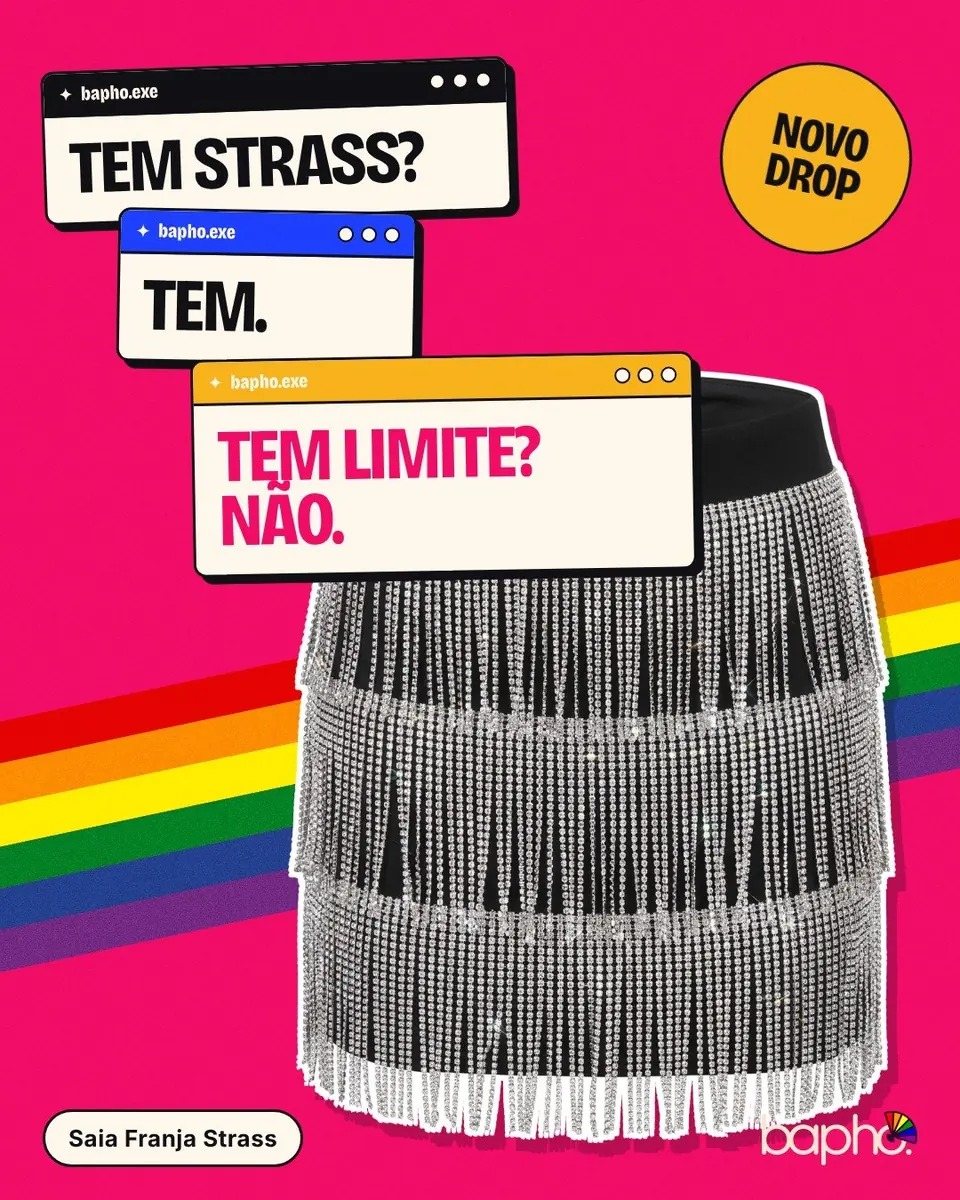 ✦ bapho.exe
TEM STRASS?
NOVO
DROP
✦ bapho.exe
TEM.
✦ bapho.exe
TEM LIMITE?
NÃO.
Saia Franja Strass
bapho.